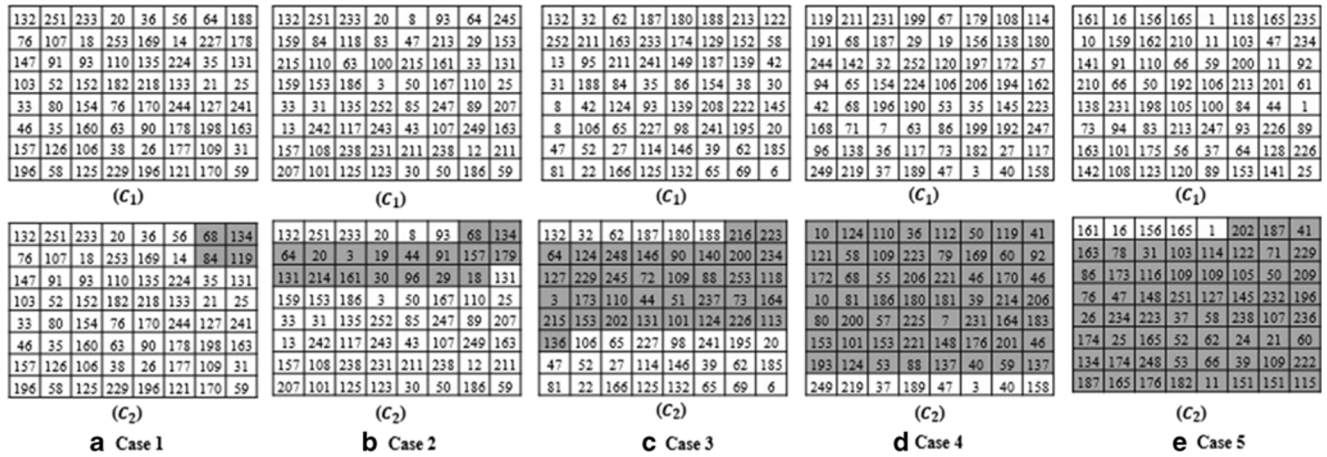 132 251 233 20 36 56 64 188
76 107 18 253 169 14 227 178
147 91 93 110 135 224 35 131
103 52 152 182 218 133 21 25
33 80 154 76 170 244 127 241
46 35 160 63 90 178 198 163
157 126 106 38 26 177 109 31
196 58 125 229 196 121 170 59
(C₁)
132 251 233 20 8 93 64 245
159 84 118 83 47 213 29 153
215 110 63 100 215 161 33 131
159 153 186 3 50 167 110 25
33 31 135 252 85 247 89 207
13 242 117 243 43 107 249 163
157 108 238 231 211 238 12 211
207 101 125 123 30 50 186 59
(C₁)
132 32 62 187 180 188 213 122
252 211 163 233 174 129 152 58
13 95 211 241 149 187 139 42
31 188 84 35 86 154 38 30
8 42 124 93 139 208 222 145
8 106 65 227 98 241 195 20
47 52 27 114 146 39 62 185
81 22 166 125 132 65 69 6
(C₁)
119 211 231 199 67 179 108 114
191 68 187 29 19 156 138 180
244 142 32 252 120 197 172 57
94 65 154 224 106 206 194 162
42 68 196 190 53 35 145 223
168 71 7 63 86 199 192 247
96 138 36 117 73 182 27 117
249 219 37 189 47 3 40 158
(C₁)
161 16 156 165 1 118 165 235
10 159 162 210 11 103 47 234
141 91 110 66 59 200 11 92
210 66 50 192 106 213 201 61
138 231 198 105 100 84 44 1
73 94 83 213 247 93 226 89
163 101 175 56 37 64 128 226
142 108 123 120 89 153 141 25
(C₁)
132 251 233 20 36 56 68 134
76 107 18 253 169 14 84 119
147 91 93 110 135 224 35 131
103 52 152 182 218 133 21 25
33 80 154 76 170 244 127 241
46 35 160 63 90 178 198 163
157 126 106 38 26 177 109 31
196 58 125 229 196 121 170 59
(C₂)
a Case 1
132 251 233 20 8 93 68 134
64 20 3 19 44 91 157 179
131 214 161 30 96 29 18 131
159 153 186 3 50 167 110 25
33 31 135 252 85 247 89 207
13 242 117 243 43 107 249 163
157 108 238 231 211 238 12 211
207 101 125 123 30 50 186 59
(C₂)
b Case 2
132 32 62 187 180 188 216 223
64 124 248 146 90 140 200 234
127 229 245 72 109 88 253 118
3 173 110 44 51 237 73 164
215 153 202 131 101 124 226 113
136 106 65 227 98 241 195 20
47 52 27 114 146 39 62 185
81 22 166 125 132 65 69 6
(C₂)
c Case 3
10 124 110 36 112 50 119 41
121 58 109 223 79 169 60 92
172 68 55 206 221 46 170 46
10 81 186 180 181 39 214 206
80 200 57 225 7 231 164 183
153 101 153 221 148 176 201 46
193 124 53 88 137 40 59 137
249 219 37 189 47 3 40 158
(C₂)
d Case 4
161 16 156 165 1 202 187 41
163 78 31 103 114 122 71 229
86 173 116 109 109 105 50 209
76 47 148 251 127 145 232 196
26 234 223 37 58 238 107 236
174 25 165 52 62 24 21 60
134 174 248 53 66 39 109 222
187 165 176 182 11 151 151 115
(C₂)
e Case 5